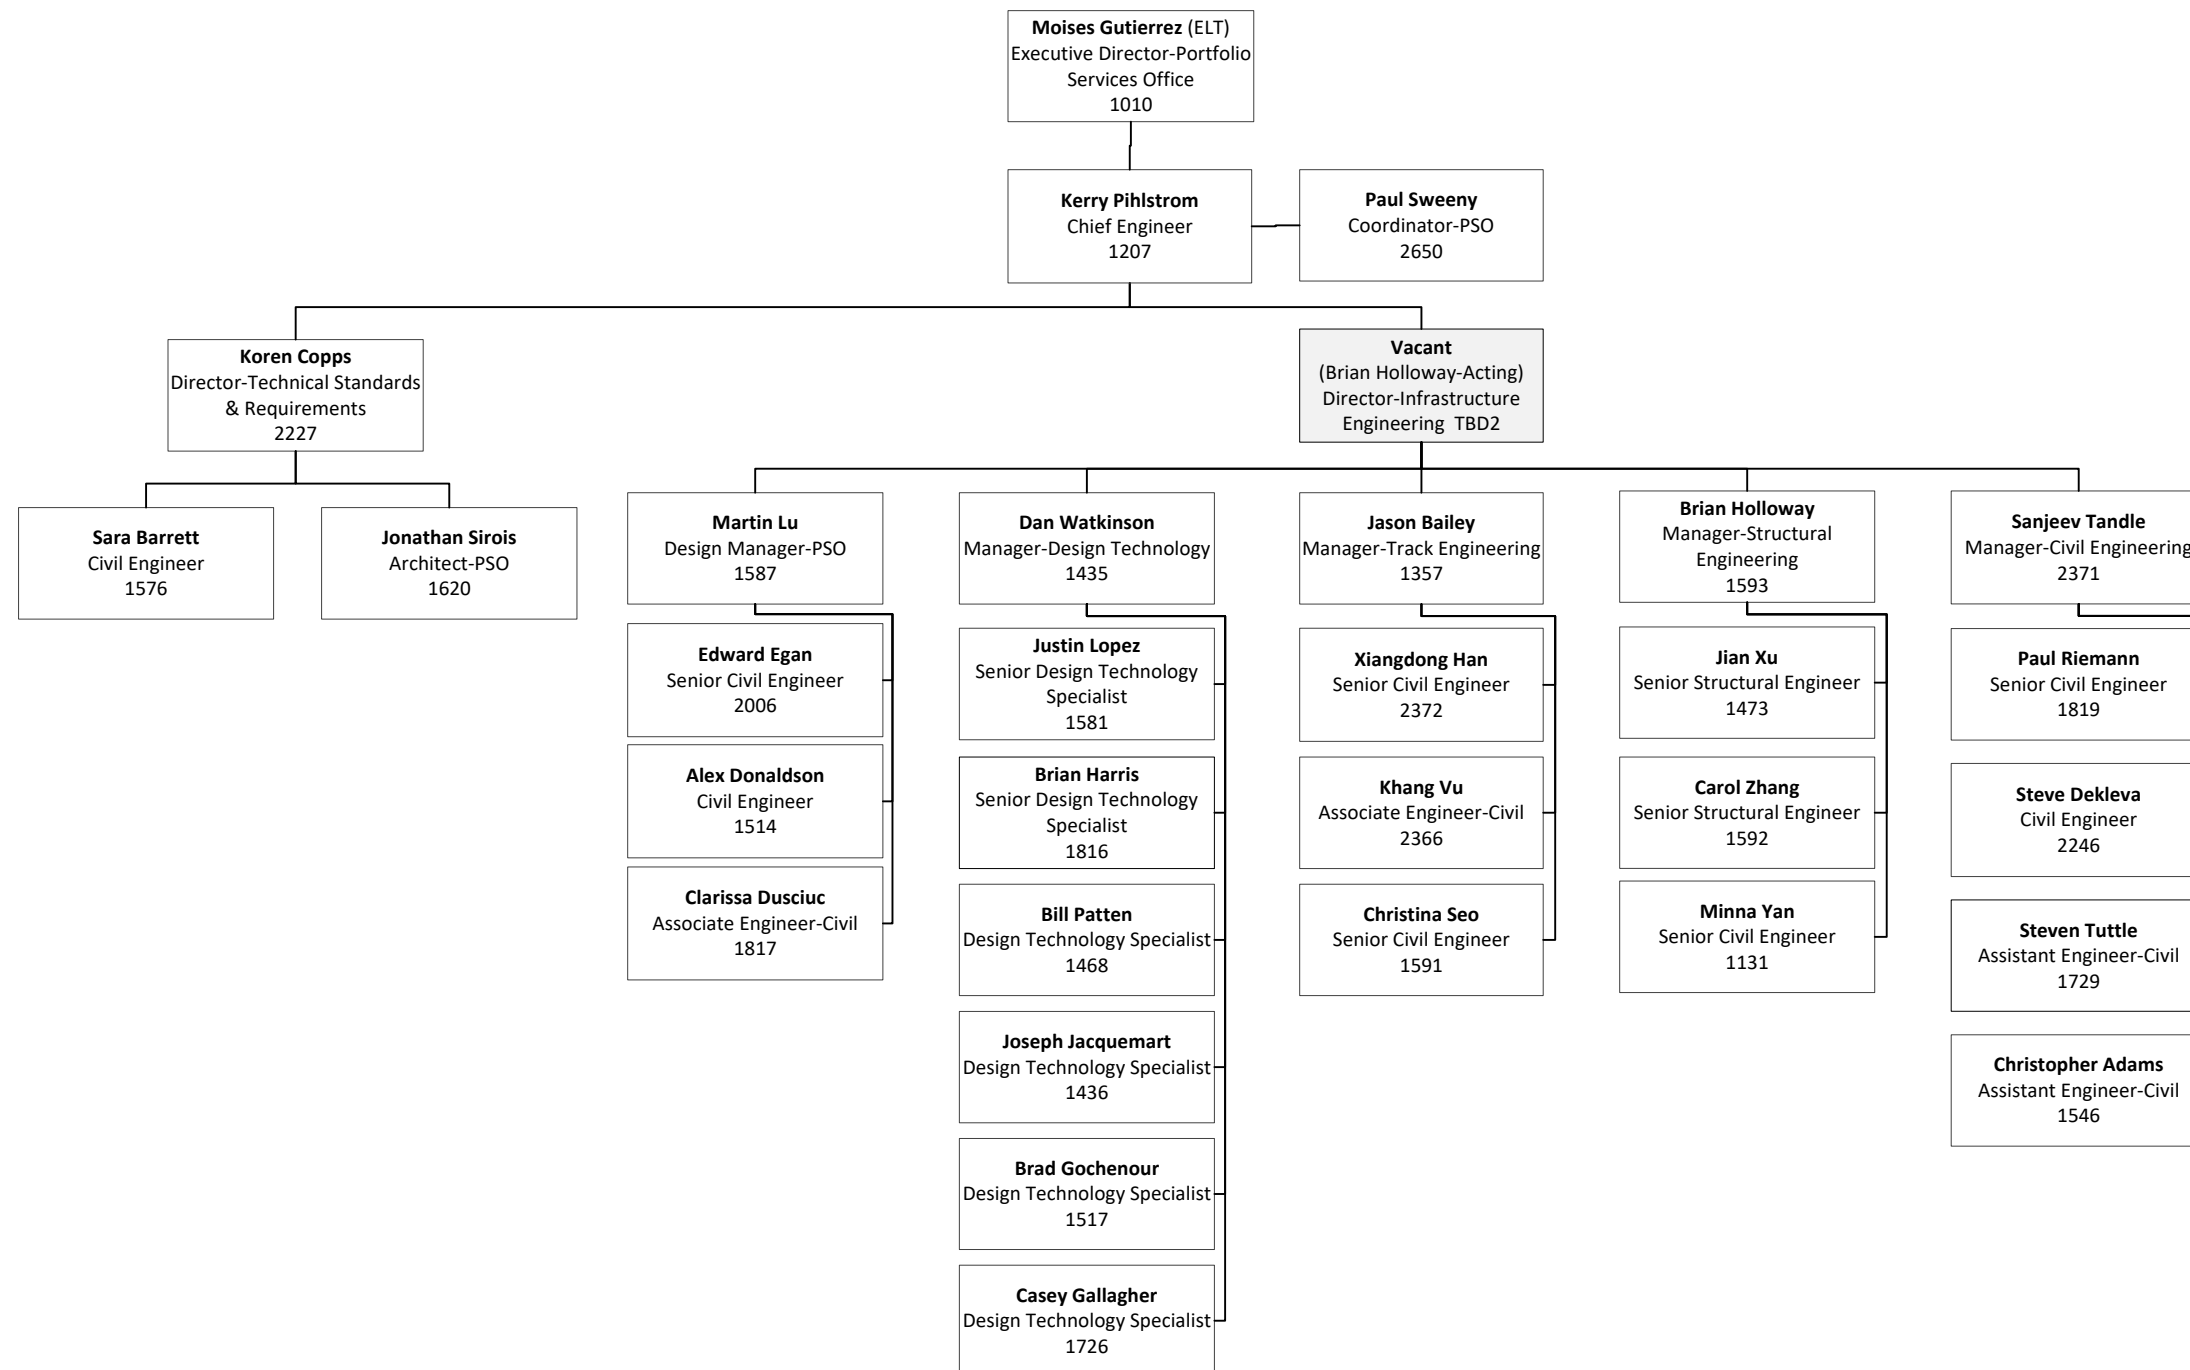 Moises Gutierrez (ELT)
Executive Director-Portfolio
Services Office
1010
Kerry Pihlstrom
Chief Engineer
1207
Paul Sweeny
Coordinator-PSO
2650
Koren Copps
Director-Technical Standards
& Requirements
2227
Vacant
(Brian Holloway-Acting)
Director-Infrastructure
Engineering TBD2
Sara Barrett
Civil Engineer
1576
Jonathan Sirois
Architect-PSO
1620
Martin Lu
Design Manager-PSO
1587
Edward Egan
Senior Civil Engineer
2006
Alex Donaldson
Civil Engineer
1514
Clarissa Dusciuc
Associate Engineer-Civil
1817
Dan Watkinson
Manager-Design Technology
1435
Justin Lopez
Senior Design Technology
Specialist
1581
Brian Harris
Senior Design Technology
Specialist
1816
Bill Patten
Design Technology Specialist
1468
Joseph Jacquemart
Design Technology Specialist
1436
Brad Gochenour
Design Technology Specialist
1517
Casey Gallagher
Design Technology Specialist
1726
Jason Bailey
Manager-Track Engineering
1357
Xiangdong Han
Senior Civil Engineer
2372
Khang Vu
Associate Engineer-Civil
2366
Christina Seo
Senior Civil Engineer
1591
Brian Holloway
Manager-Structural
Engineering
1593
Jian Xu
Senior Structural Engineer
1473
Carol Zhang
Senior Structural Engineer
1592
Minna Yan
Senior Civil Engineer
1131
Sanjeev Tandle
Manager-Civil Engineering
2371
Paul Riemann
Senior Civil Engineer
1819
Steve Dekleva
Civil Engineer
2246
Steven Tuttle
Assistant Engineer-Civil
1729
Christopher Adams
Assistant Engineer-Civil
1546